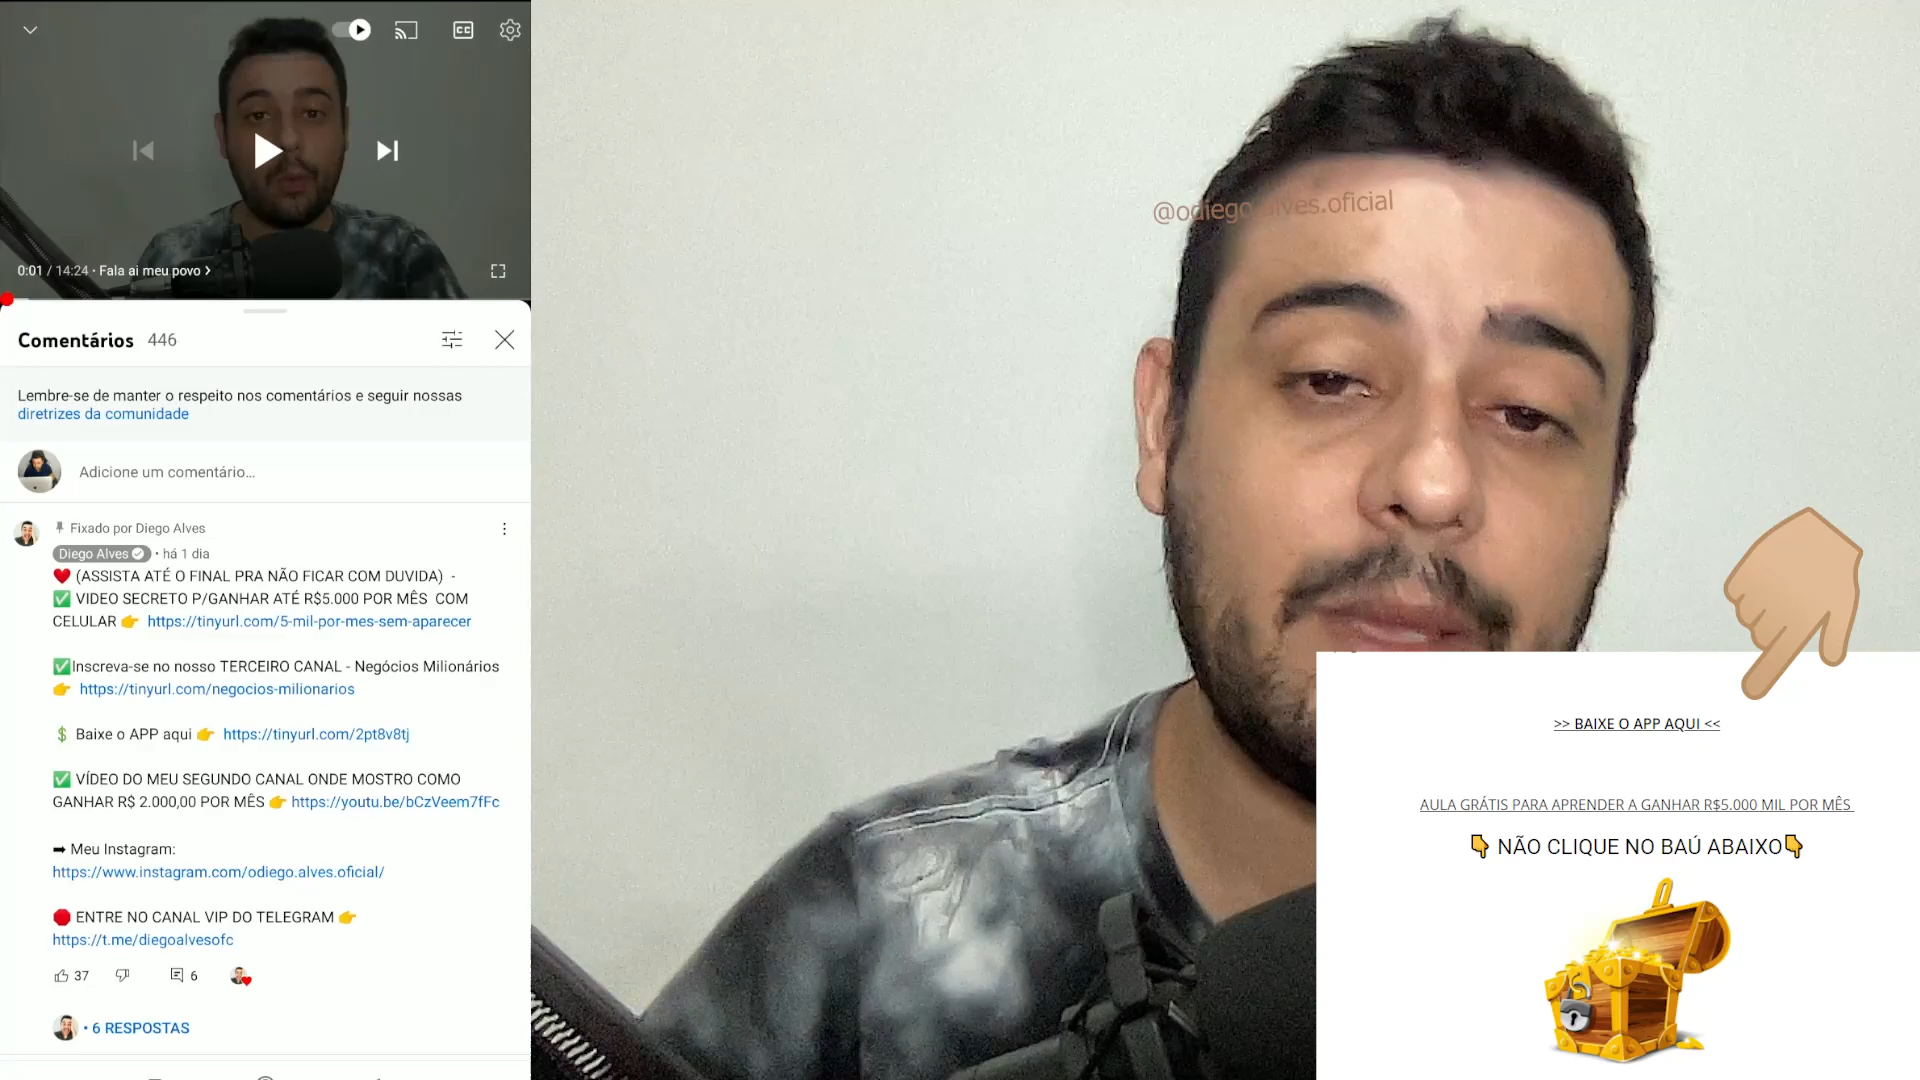 0:01 / 14:24 · Fala ai meu povo >
Comentários 446
Lembre-se de manter o respeito nos comentários e seguir nossas
diretrizes da comunidade
Adicione um comentário...
Fixado por Diego Alves
Diego Alves · há 1 dia
❤️ (ASSISTA ATÉ O FINAL PRA NÃO FICAR COM DUVIDA) -
✅ VIDEO SECRETO P/GANHAR ATÉ R$5.000 POR MÊS COM
CELULAR 👉 https://tinyurl.com/5-mil-por-mes-sem-aparecer
✅Inscreva-se no nosso TERCEIRO CANAL - Negócios Milionários
👉 https://tinyurl.com/negocios-milionarios
💲 Baixe o APP aqui 👉 https://tinyurl.com/2pt8v8tj
✅ VÍDEO DO MEU SEGUNDO CANAL ONDE MOSTRO COMO
GANHAR R$ 2.000,00 POR MÊS 👉 https://youtu.be/bCzVeem7fFc
➡ Meu Instagram:
https://www.instagram.com/odiego.alves.oficial/
🛑 ENTRE NO CANAL VIP DO TELEGRAM 👉
https://t.me/diegoalvesofc
37
6
• 6 RESPOSTAS
CC
@odiego.alves.oficial
>> BAIXE O APP AQUI <<
AULA GRÁTIS PARA APRENDER A GANHAR R$5.000 MIL POR MÊS
👇 NÃO CLIQUE NO BAÚ ABAIXO👇